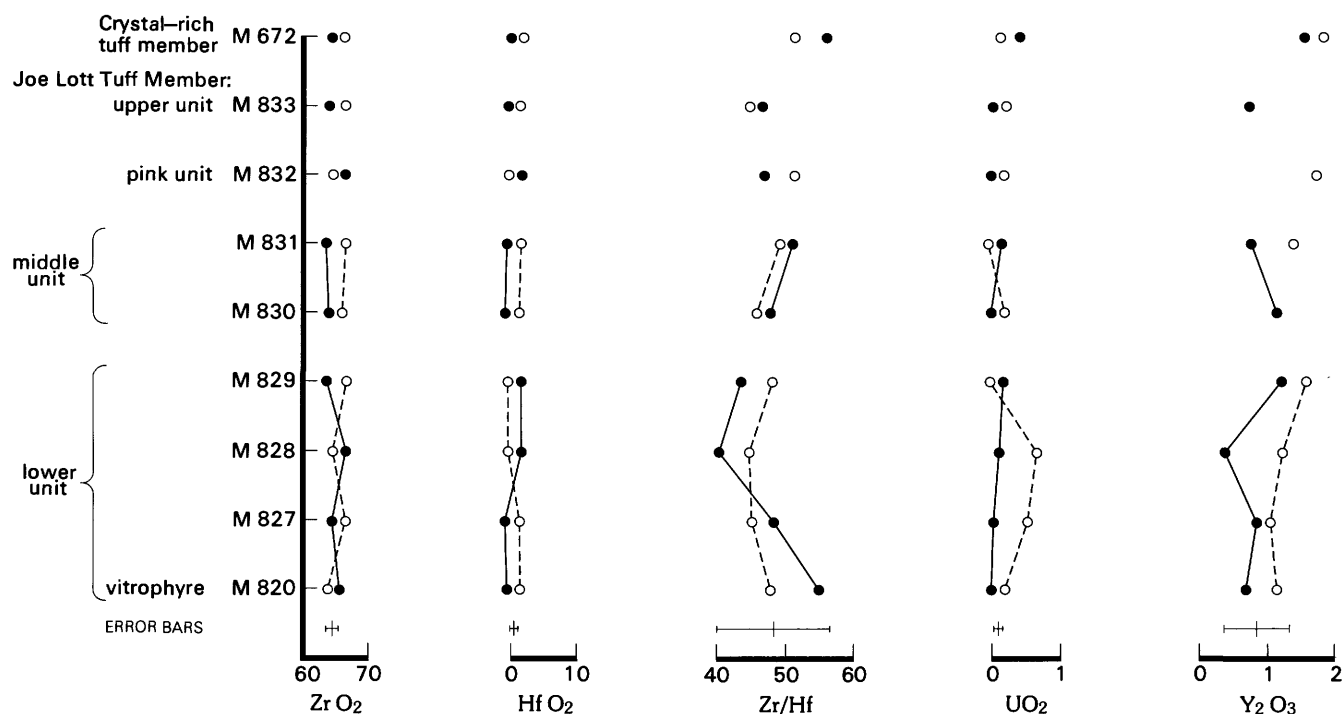 Crystal–rich
tuff member M 672
Joe Lott Tuff Member:
upper unit M 833
pink unit M 832
M 831
middle
unit
M 830
M 829
M 828
lower
unit
M 827
vitrophyre M 820
ERROR BARS
60 70 0 10 40 50 60 0 1 0 1 2
Zr O2 Hf O2 Zr/Hf UO2 Y2 O3